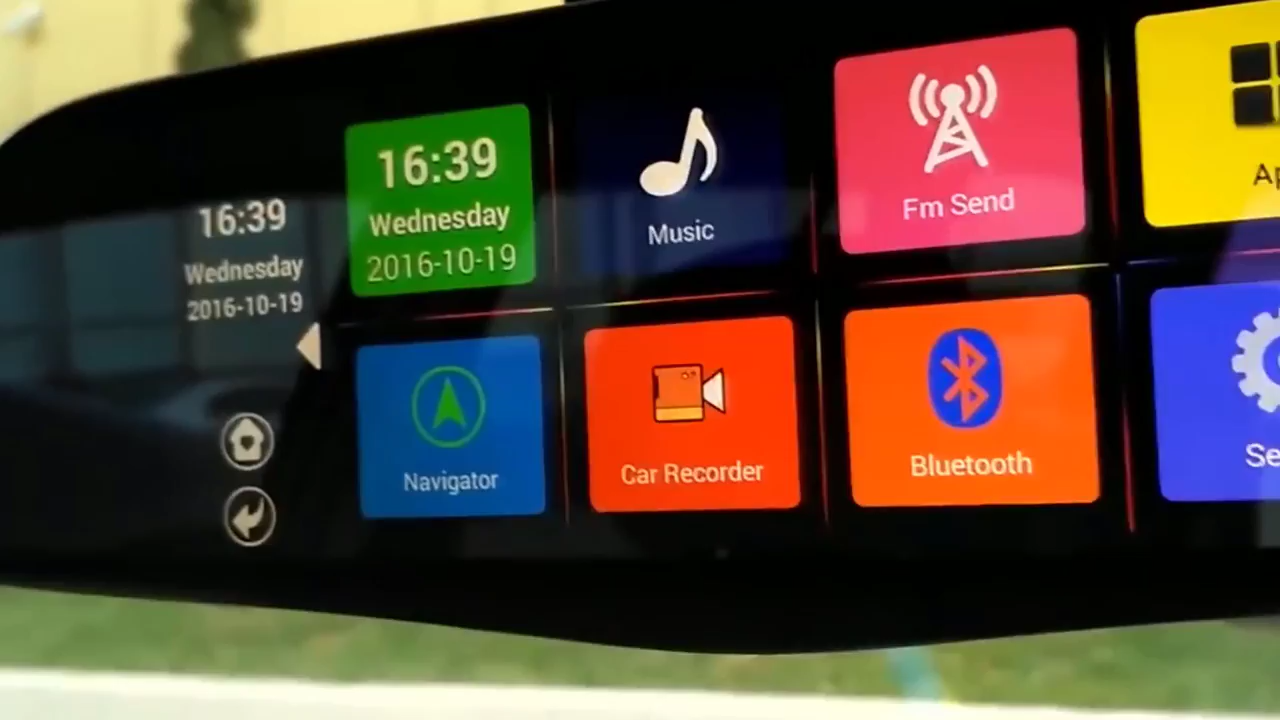 16:39
Wednesday
2016-10-19
16:39
Wednesday
2016-10-19
Music
Fm Send
Navigator
Car Recorder
Bluetooth